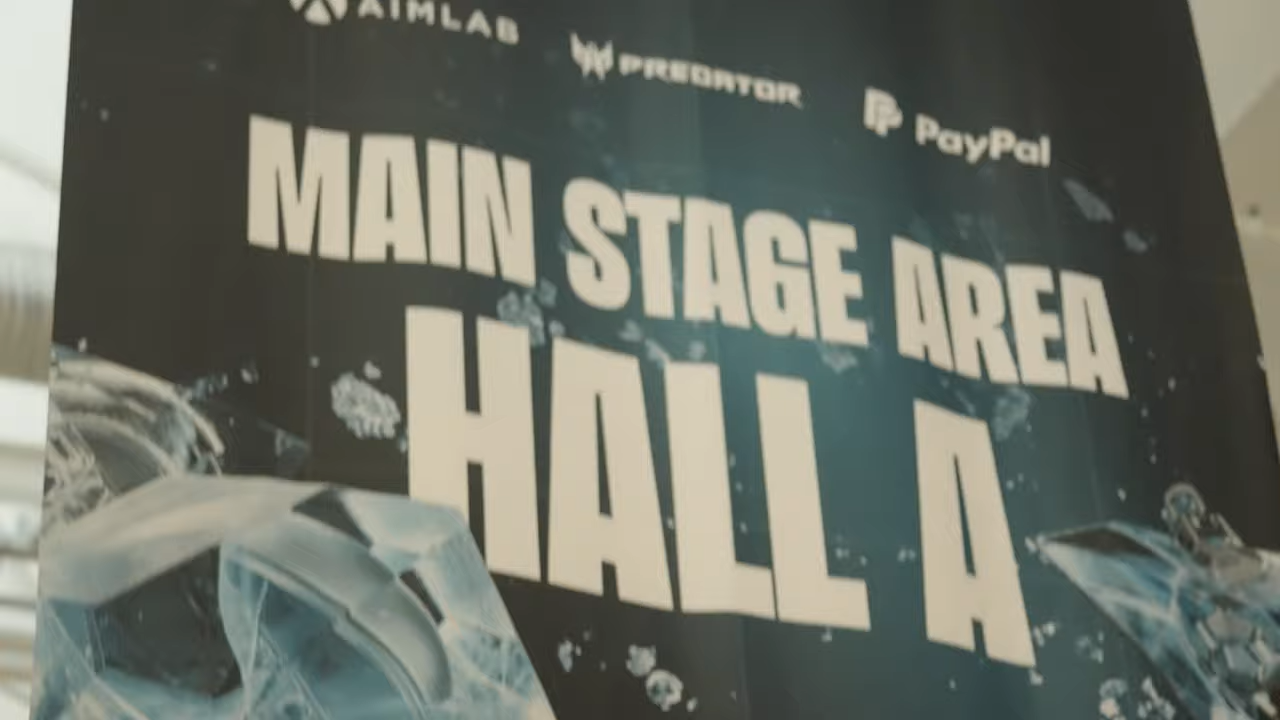 AIMLAB
PREDATOR
PayPal
MAIN STAGE AREA
HALL A